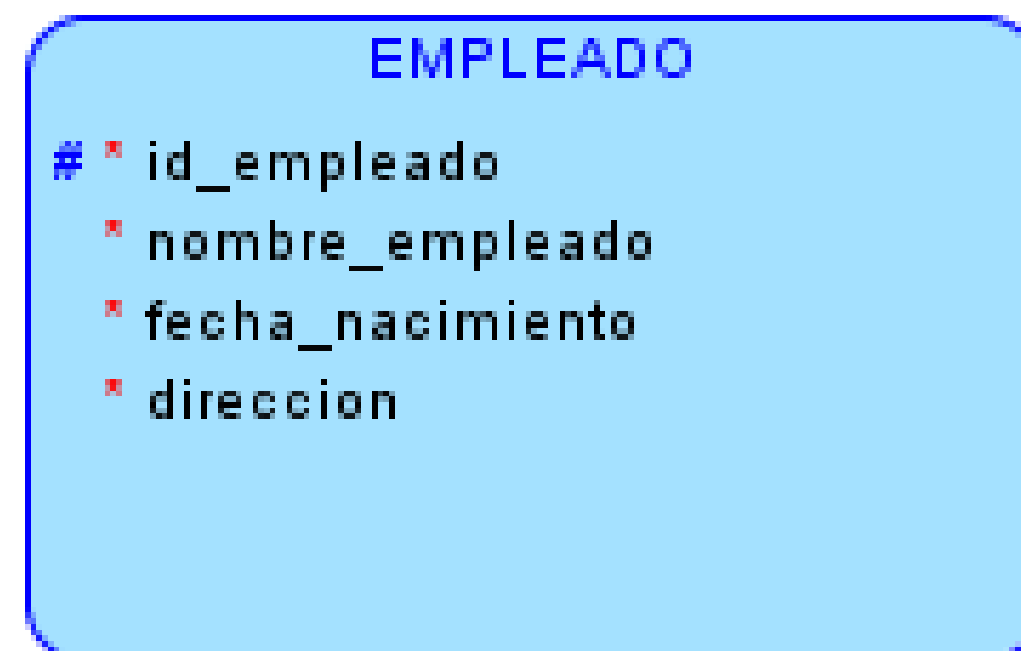 EMPLEADO
# * id_empleado
* nombre_empleado
* fecha_nacimiento
* direccion